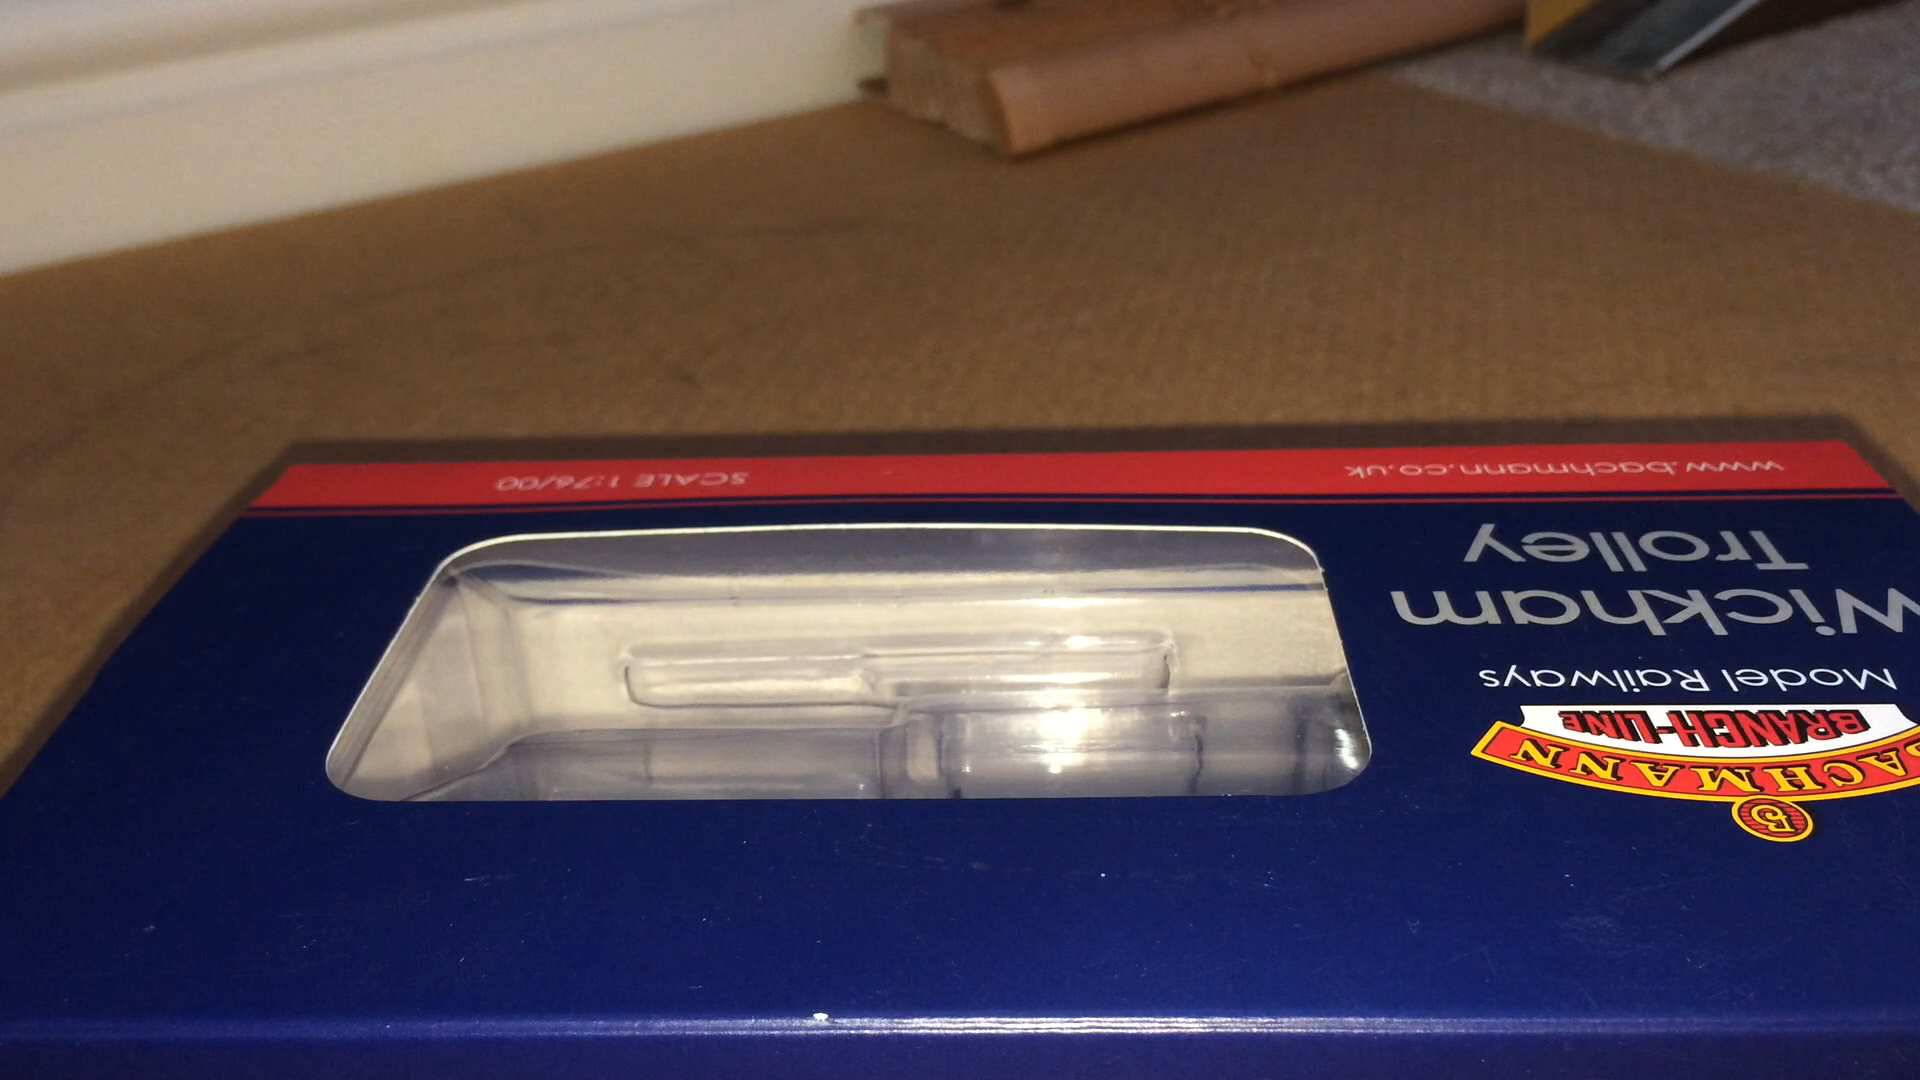 BACHMANN
BRANCH-LINE
Model Railways
Wickham
Trolley
www.bachmann.co.uk
SCALE 1:76/00